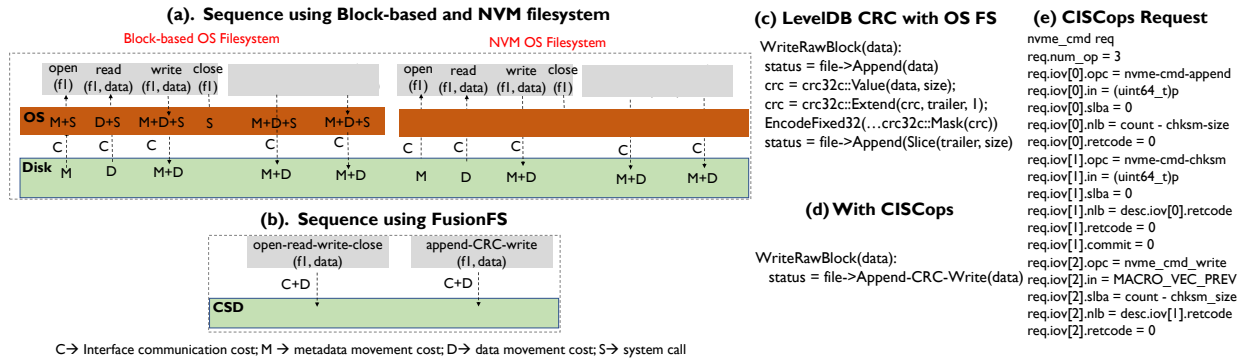 (a). Sequence using Block-based and NVM filesystem
Block-based OS Filesystem
NVM OS Filesystem
open read write close
(f1) (f1, data) (f1, data) (f1)
open read write close
(f1) (f1, data) (f1, data) (f1)
OS M+S D+S M+D+S S M+D+S M+D+S
C C C C C C C C C C
Disk M D M+D M+D M+D M D M+D M+D M+D
(b). Sequence using FusionFS
open-read-write-close
(f1, data)
append-CRC-write
(f1, data)
C+D C+D
CSD
C→ Interface communication cost; M → metadata movement cost; D→ data movement cost; S→ system call
(c) LevelDB CRC with OS FS
WriteRawBlock(data):
status = file->Append(data)
crc = crc32c::Value(data, size);
crc = crc32c::Extend(crc, trailer, 1);
EncodeFixed32(…crc32c::Mask(crc))
status = file->Append(Slice(trailer, size)
(d) With CISCops
WriteRawBlock(data):
status = file->Append-CRC-Write(data)
(e) CISCops Request
nvme_cmd req
req.num_op = 3
req.iov[0].opc = nvme-cmd-append
req.iov[0].in = (uint64_t)p
req.iov[0].slba = 0
req.iov[0].nlb = count - chksm-size
req.iov[0].retcode = 0
req.iov[1].opc = nvme-cmd-chksm
req.iov[1].in = (uint64_t)p
req.iov[1].slba = 0
req.iov[1].nlb = desc.iov[0].retcode
req.iov[1].retcode = 0
req.iov[1].commit = 0
req.iov[2].opc = nvme_cmd_write
req.iov[2].in = MACRO_VEC_PREV
req.iov[2].slba = count - chksm_size
req.iov[2].nlb = desc.iov[1].retcode
req.iov[2].retcode = 0